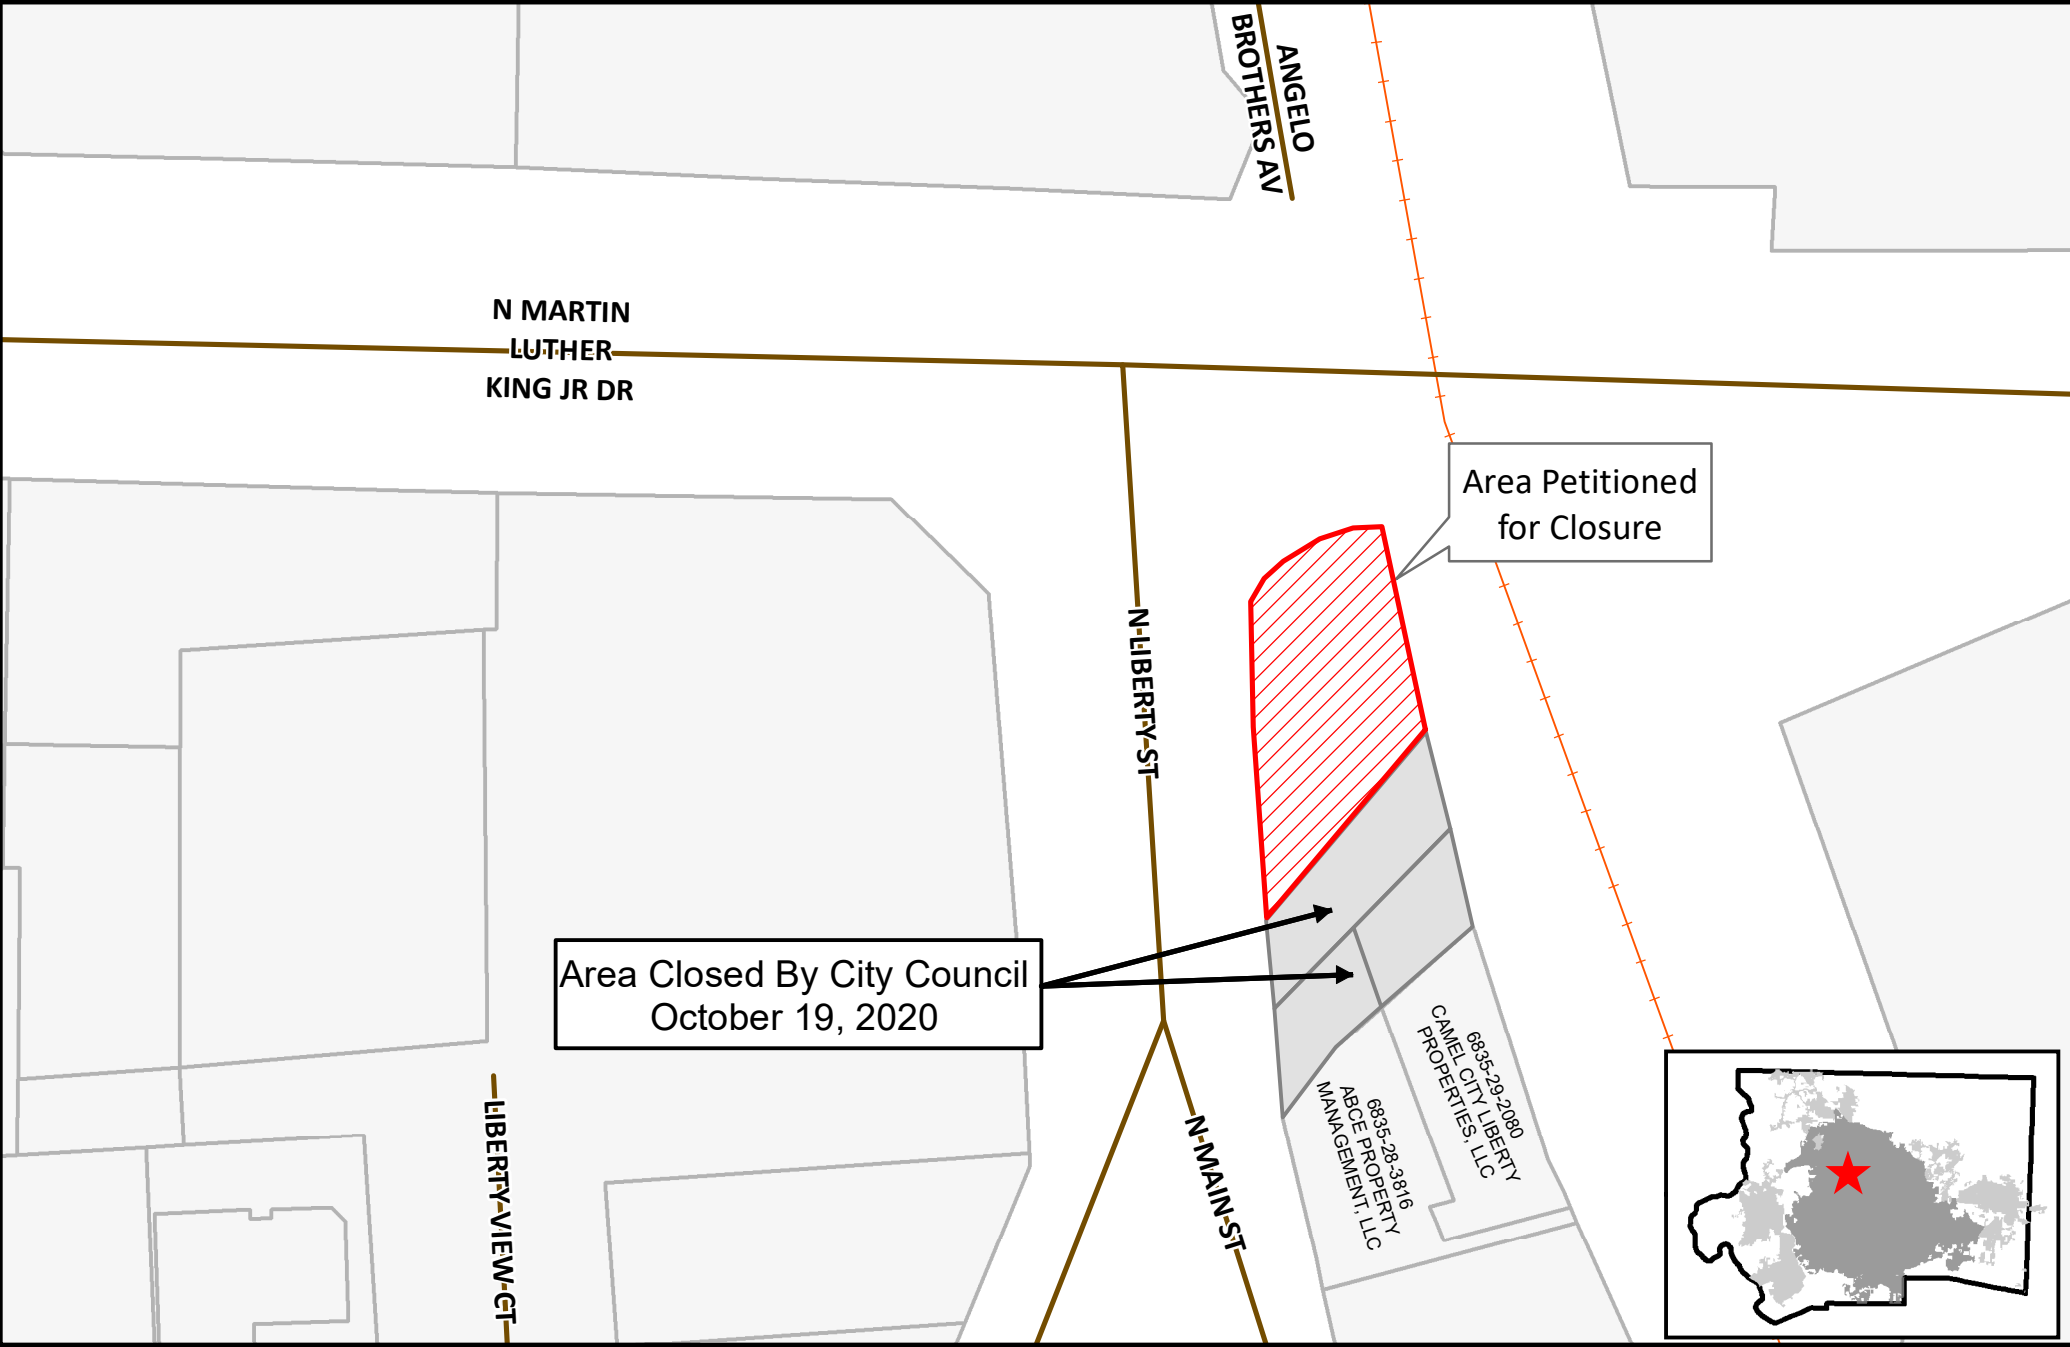 ANGELO
BROTHERS AV
N MARTIN
LUTHER
KING JR DR
Area Petitioned
for Closure
N LIBERTY ST
Area Closed By City Council
October 19, 2020
6835-29-2080
CAMEL CITY LIBERTY
PROPERTIES, LLC
6835-28-3816
ABCE PROPERTY
MANAGEMENT, LLC
LIBERTY VIEW CT
N MAIN ST